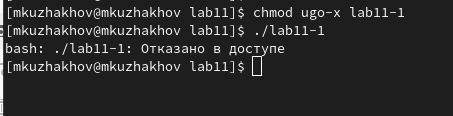 [mkuzhakhov@mkuzhakhov lab11]$ chmod ugo-x lab11-1
[mkuzhakhov@mkuzhakhov lab11]$ ./lab11-1
bash: ./lab11-1: Отказано в доступе
[mkuzhakhov@mkuzhakhov lab11]$